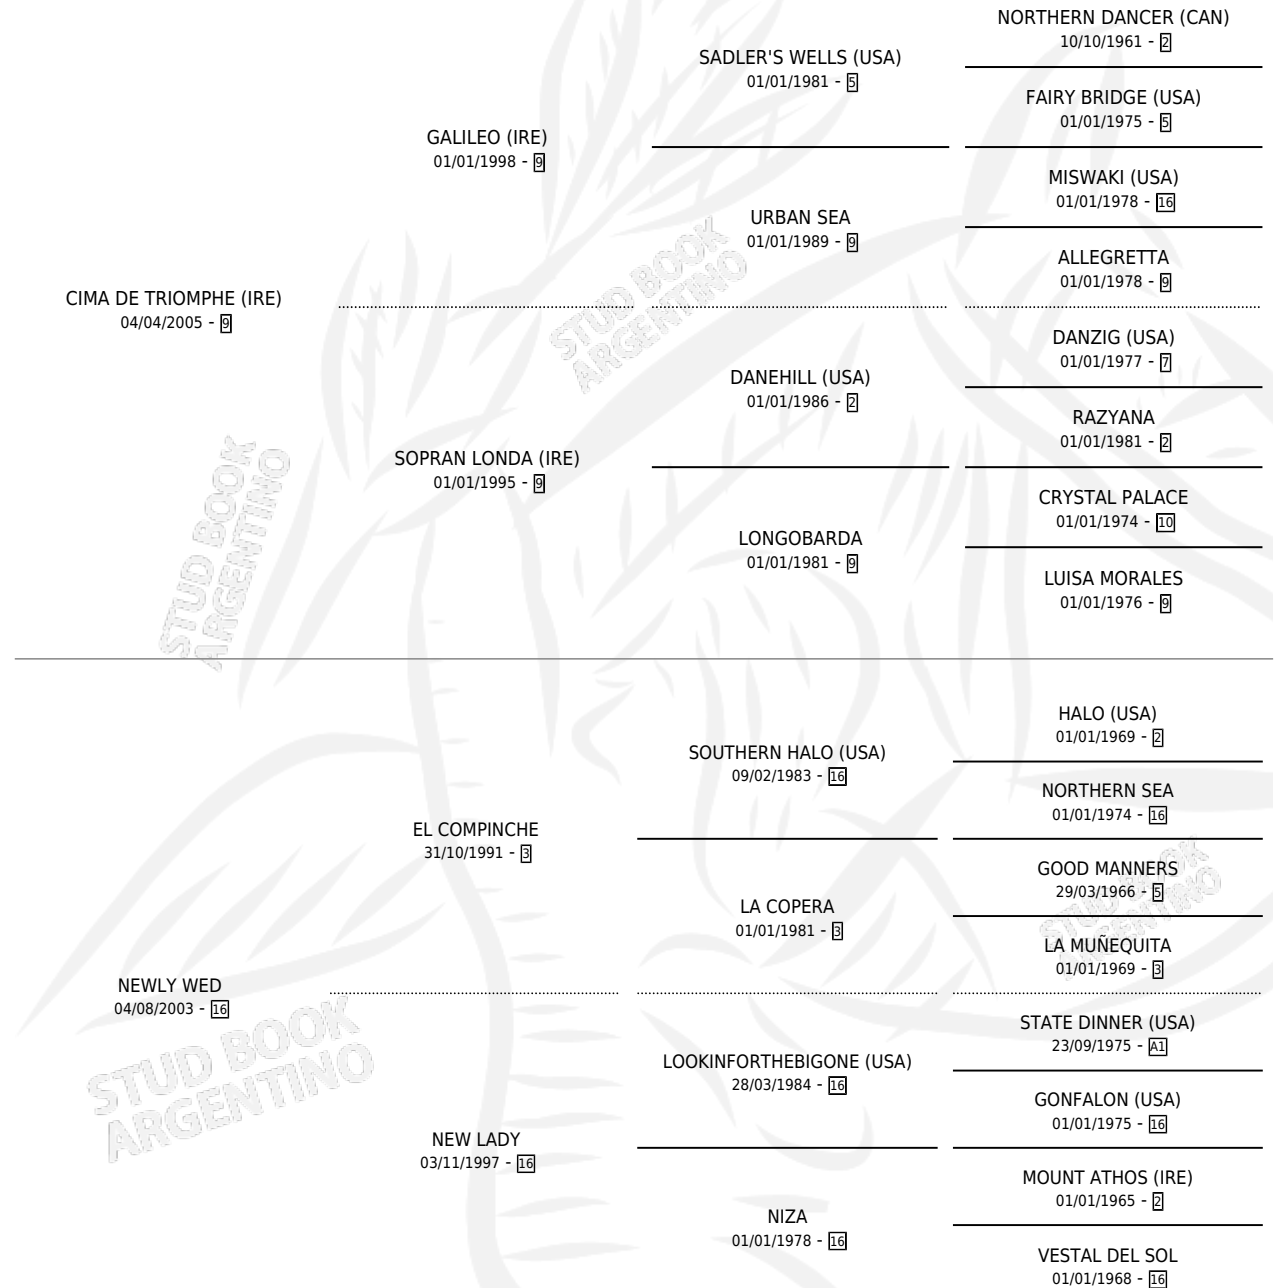 NORTHERN DANCER (CAN)
10/10/1961 - 2
SADLER'S WELLS (USA)
01/01/1981 - 5
FAIRY BRIDGE (USA)
01/01/1975 - 5
GALILEO (IRE)
01/01/1998 - 9
MISWAKI (USA)
01/01/1978 - 16
URBAN SEA
01/01/1989 - 9
ALLEGRETTA
01/01/1978 - 9
CIMA DE TRIOMPHE (IRE)
04/04/2005 - 9
DANZIG (USA)
01/01/1977 - 7
DANEHILL (USA)
01/01/1986 - 2
RAZYANA
01/01/1981 - 2
SOPRAN LONDA (IRE)
01/01/1995 - 9
CRYSTAL PALACE
01/01/1974 - 10
LONGOBARDA
01/01/1981 - 9
LUISA MORALES
01/01/1976 - 9
HALO (USA)
01/01/1969 - 2
SOUTHERN HALO (USA)
09/02/1983 - 16
NORTHERN SEA
01/01/1974 - 16
EL COMPINCHE
31/10/1991 - 3
GOOD MANNERS
29/03/1966 - 5
LA COPERA
01/01/1981 - 3
LA MUÑEQUITA
01/01/1969 - 3
NEWLY WED
04/08/2003 - 16
STATE DINNER (USA)
23/09/1975 - A1
LOOKINFORTHEBIGONE (USA)
28/03/1984 - 16
GONFALON (USA)
01/01/1975 - 16
NEW LADY
03/11/1997 - 16
MOUNT ATHOS (IRE)
01/01/1965 - 2
NIZA
01/01/1978 - 16
VESTAL DEL SOL
01/01/1968 - 16
STUD BOOK
ARGENTINO
STUD BOOK
ARGENTINO
STUD BOOK
ARGENTINO
STUD BOOK
ARGENTINO